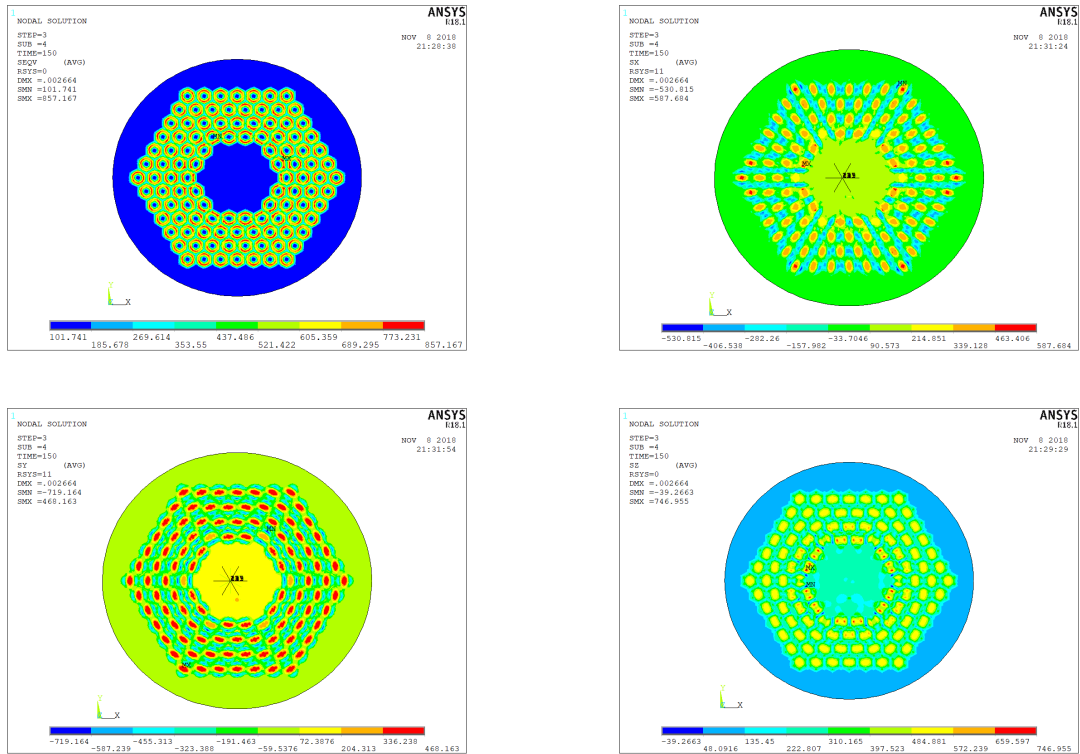 1
NODAL SOLUTION
STEP=3
SUB =4
TIME=150
SEQV (AVG)
RSYS=0
DMX =.002664
SMN =101.741
SMX =857.167
ANSYS
R18.1
NOV 8 2018
21:28:38
MN
MX
Y
Z X
101.741 269.614 437.486 605.359 773.231
185.678 353.55 521.422 689.295 857.167
1
NODAL SOLUTION
STEP=3
SUB =4
TIME=150
SX (AVG)
RSYS=11
DMX =.002664
SMN =-530.815
SMX =587.684
ANSYS
R18.1
NOV 8 2018
21:31:24
MN
MX
Y
Z X
-530.815 -282.26 -33.7046 214.851 463.406
-406.538 -157.982 90.573 339.128 587.684
1
NODAL SOLUTION
STEP=3
SUB =4
TIME=150
SY (AVG)
RSYS=11
DMX =.002664
SMN =-719.164
SMX =468.163
ANSYS
R18.1
NOV 8 2018
21:31:54
MX
Y
Z X
-719.164 -455.313 -191.463 72.3876 336.238
-587.239 -323.388 -59.5376 204.313 468.163
1
NODAL SOLUTION
STEP=3
SUB =4
TIME=150
SZ (AVG)
RSYS=0
DMX =.002664
SMN =-39.2663
SMX =746.955
ANSYS
R18.1
NOV 8 2018
21:29:29
MX
MN
Y
Z X
-39.2663 135.45 310.165 484.881 659.597
48.0916 222.807 397.523 572.239 746.955